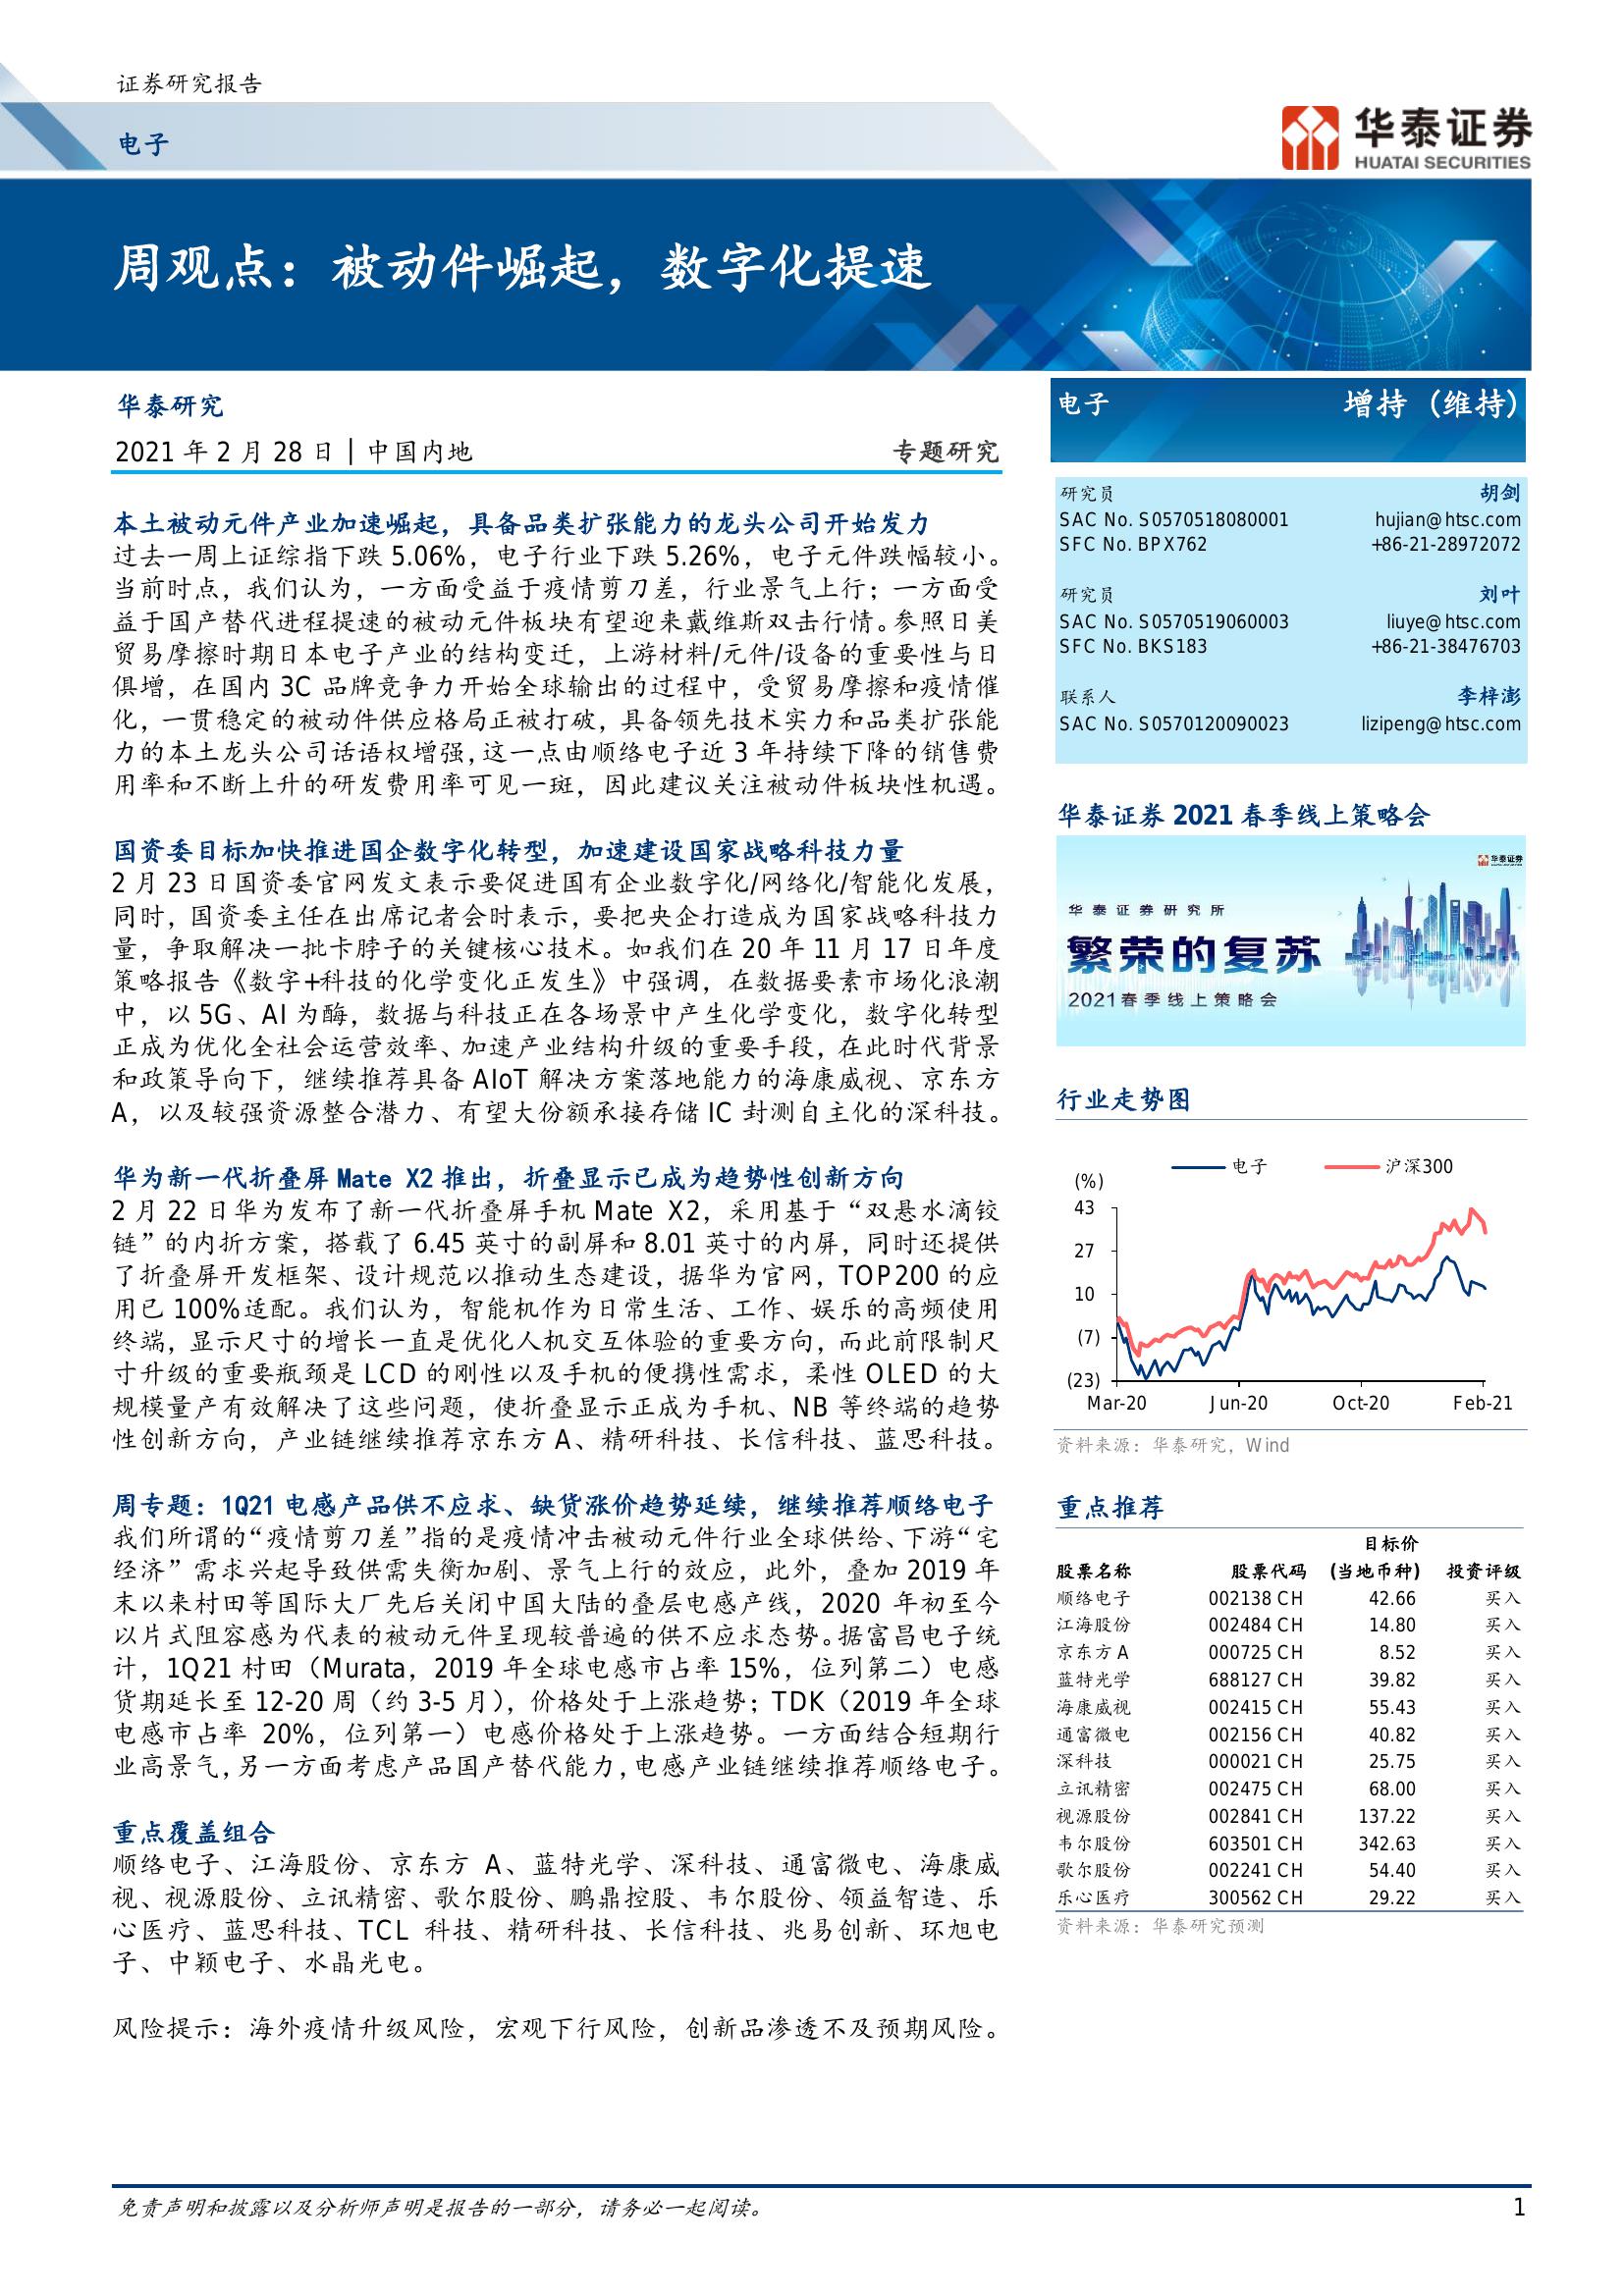 证券研究报告
电子
华泰证券
HUATAI SECURITIES
周观点：被动件崛起，数字化提速
华泰研究
2021 年 2 月 28 日 | 中国内地
专题研究
本土被动元件产业加速崛起，具备品类扩张能力的龙头公司开始发力
过去一周上证综指下跌 5.06%，电子行业下跌 5.26%，电子元件跌幅较小。
当前时点，我们认为，一方面受益于疫情剪刀差，行业景气上行；一方面受
益于国产替代进程提速的被动元件板块有望迎来戴维斯双击行情。参照日美
贸易摩擦时期日本电子产业的结构变迁，上游材料/元件/设备的重要性与日
俱增，在国内 3C 品牌竞争力开始全球输出的过程中，受贸易摩擦和疫情催
化，一贯稳定的被动件供应格局正被打破，具备领先技术实力和品类扩张能
力的本土龙头公司话语权增强，这一点由顺络电子近 3 年持续下降的销售费
用率和不断上升的研发费用率可见一斑，因此建议关注被动件板块性机遇。
国资委目标加快推进国企数字化转型，加速建设国家战略科技力量
2 月 23 日国资委官网发文表示要促进国有企业数字化/网络化/智能化发展，
同时，国资委主任在出席记者会时表示，要把央企打造成为国家战略科技力
量，争取解决一批卡脖子的关键核心技术。如我们在 20 年 11 月 17 日年度
策略报告《数字+科技的化学变化正发生》中强调，在数据要素市场化浪潮
中，以 5G、AI 为酶，数据与科技正在各场景中产生化学变化，数字化转型
正成为优化全社会运营效率、加速产业结构升级的重要手段，在此时代背景
和政策导向下，继续推荐具备 AIoT 解决方案落地能力的海康威视、京东方
A，以及较强资源整合潜力、有望大份额承接存储 IC 封测自主化的深科技。
华为新一代折叠屏 Mate X2 推出，折叠显示已成为趋势性创新方向
2 月 22 日华为发布了新一代折叠屏手机 Mate X2，采用基于“双悬水滴铰
链”的内折方案，搭载了 6.45 英寸的副屏和 8.01 英寸的内屏，同时还提供
了折叠屏开发框架、设计规范以推动生态建设，据华为官网，TOP200 的应
用已 100%适配。我们认为，智能机作为日常生活、工作、娱乐的高频使用
终端，显示尺寸的增长一直是优化人机交互体验的重要方向，而此前限制尺
寸升级的重要瓶颈是 LCD 的刚性以及手机的便携性需求，柔性 OLED 的大
规模量产有效解决了这些问题，使折叠显示正成为手机、NB 等终端的趋势
性创新方向，产业链继续推荐京东方 A、精研科技、长信科技、蓝思科技。
周专题：1Q21 电感产品供不应求、缺货涨价趋势延续，继续推荐顺络电子
我们所谓的“疫情剪刀差”指的是疫情冲击被动元件行业全球供给、下游“宅
经济”需求兴起导致供需失衡加剧、景气上行的效应，此外，叠加 2019 年
末以来村田等国际大厂先后关闭中国大陆的叠层电感产线，2020 年初至今
以片式阻容感为代表的被动元件呈现较普遍的供不应求态势。据富昌电子统
计，1Q21 村田（Murata，2019 年全球电感市占率 15%，位列第二）电感
货期延长至 12-20 周（约 3-5 月），价格处于上涨趋势；TDK（2019 年全球
电感市占率 20%，位列第一）电感价格处于上涨趋势。一方面结合短期行
业高景气，另一方面考虑产品国产替代能力，电感产业链继续推荐顺络电子。
重点覆盖组合
顺络电子、江海股份、京东方 A、蓝特光学、深科技、通富微电、海康威
视、视源股份、立讯精密、歌尔股份、鹏鼎控股、韦尔股份、领益智造、乐
心医疗、蓝思科技、TCL 科技、精研科技、长信科技、兆易创新、环旭电
子、中颖电子、水晶光电。
风险提示：海外疫情升级风险，宏观下行风险，创新品渗透不及预期风险。
电子 增持 (维持)
研究员 胡剑
SAC No. S0570518080001 hujian@htsc.com
SFC No. BPX762 +86-21-28972072
研究员 刘叶
SAC No. S0570519060003 liuye@htsc.com
SFC No. BKS183 +86-21-38476703
联系人 李梓澎
SAC No. S0570120090023 lizipeng@htsc.com
华泰证券 2021 春季线上策略会
华泰证券
华泰证券研究所
繁荣的复苏
2021春季线上策略会
行业走势图
电子 沪深300
(%)
43
27
10
(7)
(23)
Mar-20 Jun-20 Oct-20 Feb-21
资料来源：华泰研究，Wind
重点推荐
目标价
股票名称 股票代码 (当地币种) 投资评级
顺络电子 002138 CH 42.66 买入
江海股份 002484 CH 14.80 买入
京东方 A 000725 CH 8.52 买入
蓝特光学 688127 CH 39.82 买入
海康威视 002415 CH 55.43 买入
通富微电 002156 CH 40.82 买入
深科技 000021 CH 25.75 买入
立讯精密 002475 CH 68.00 买入
视源股份 002841 CH 137.22 买入
韦尔股份 603501 CH 342.63 买入
歌尔股份 002241 CH 54.40 买入
乐心医疗 300562 CH 29.22 买入
资料来源：华泰研究预测
免责声明和披露以及分析师声明是报告的一部分，请务必一起阅读。 1